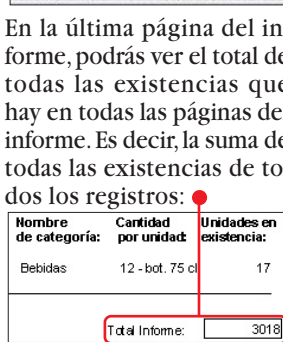 En la última página del in
forme, podrás ver el total de
todas las existencias que
hay en todas las páginas de
informe. Es decir, la suma de
todas las existencias de to
dos los registros:
Nombre de categoría: Cantidad por unidad: Unidades en existencia:
Bebidas 12 - bot. 75 cl 17
Total Informe: 3018